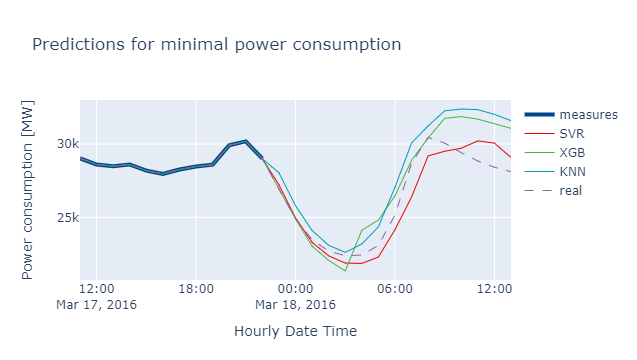 Predictions for minimal power consumption
Power consumption [MW]
30k
25k
measures
SVR
XGB
KNN
real
12:00
18:00
00:00
06:00
12:00
Mar 17, 2016
Mar 18, 2016
Hourly Date Time